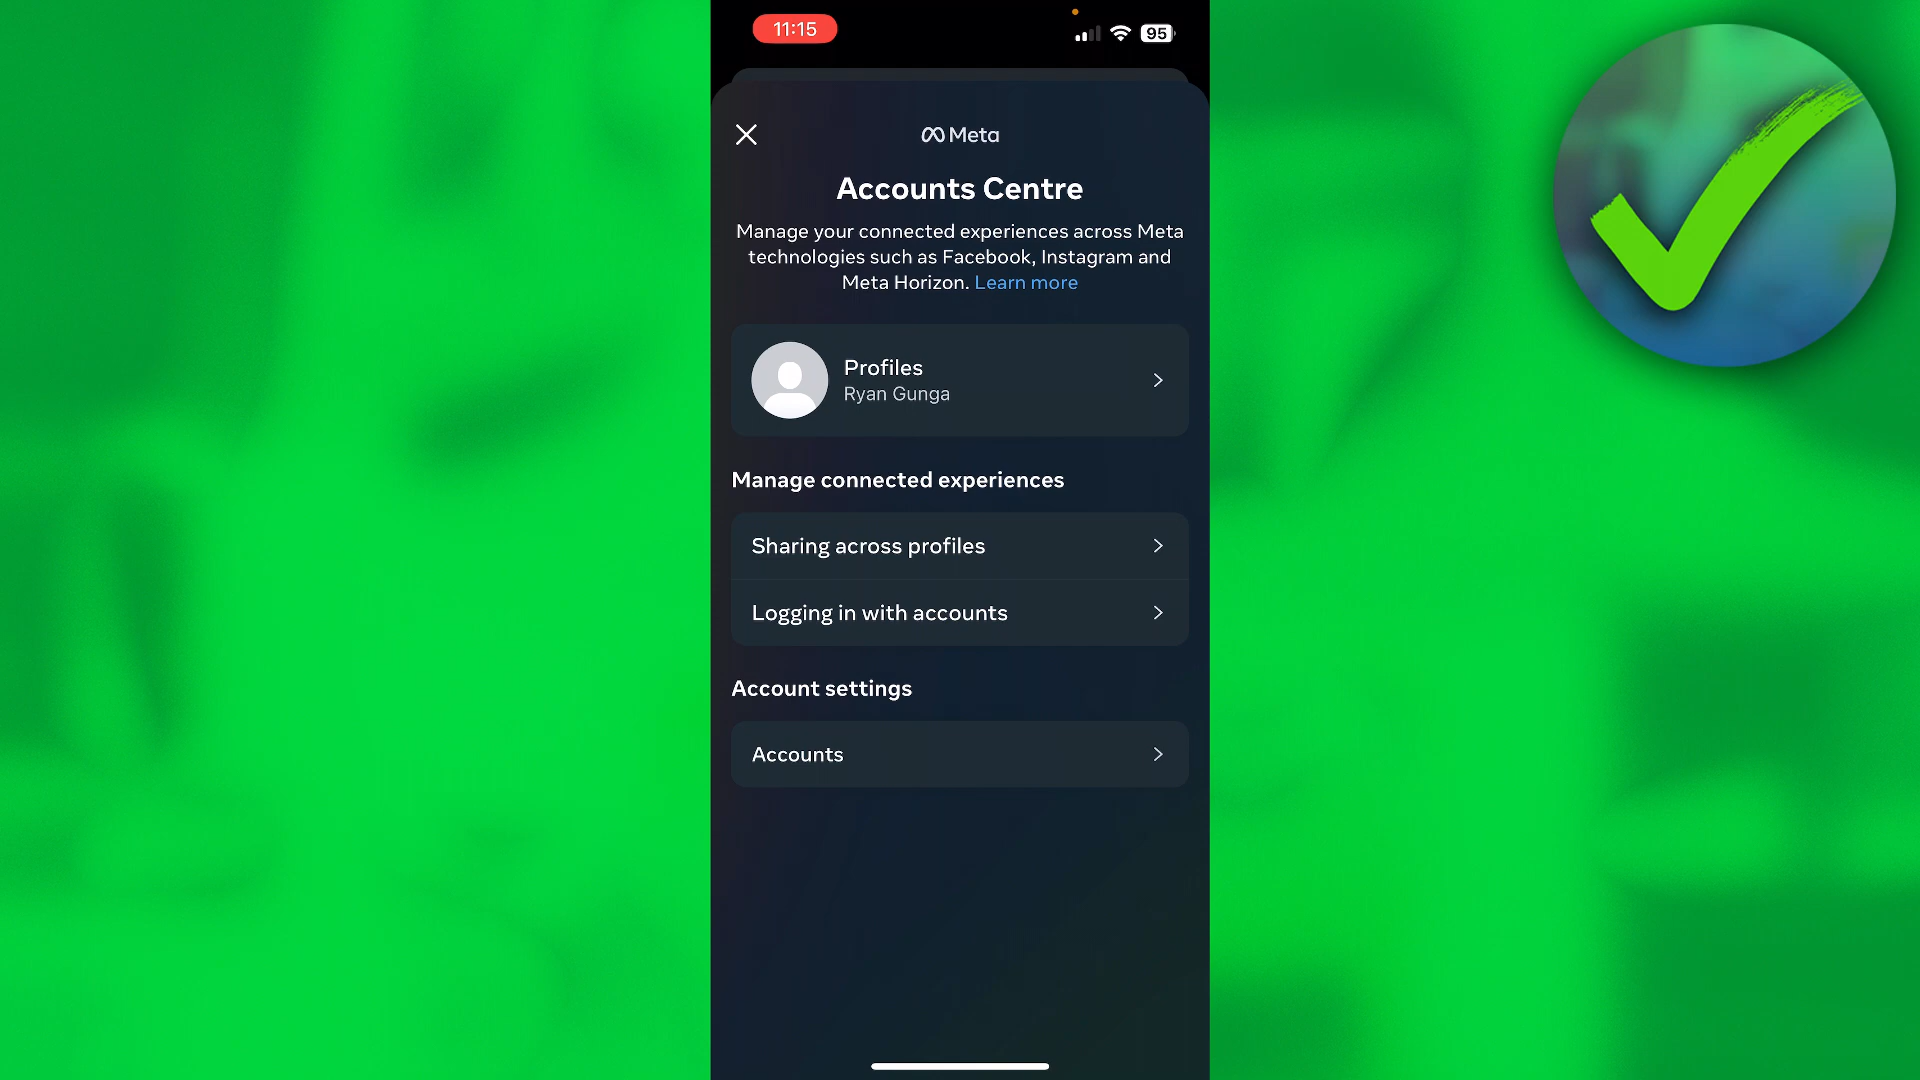 11:15
95
Meta
Accounts Centre
Manage your connected experiences across Meta
technologies such as Facebook, Instagram and
Meta Horizon. Learn more
Profiles
Ryan Gunga
Manage connected experiences
Sharing across profiles
Logging in with accounts
Account settings
Accounts